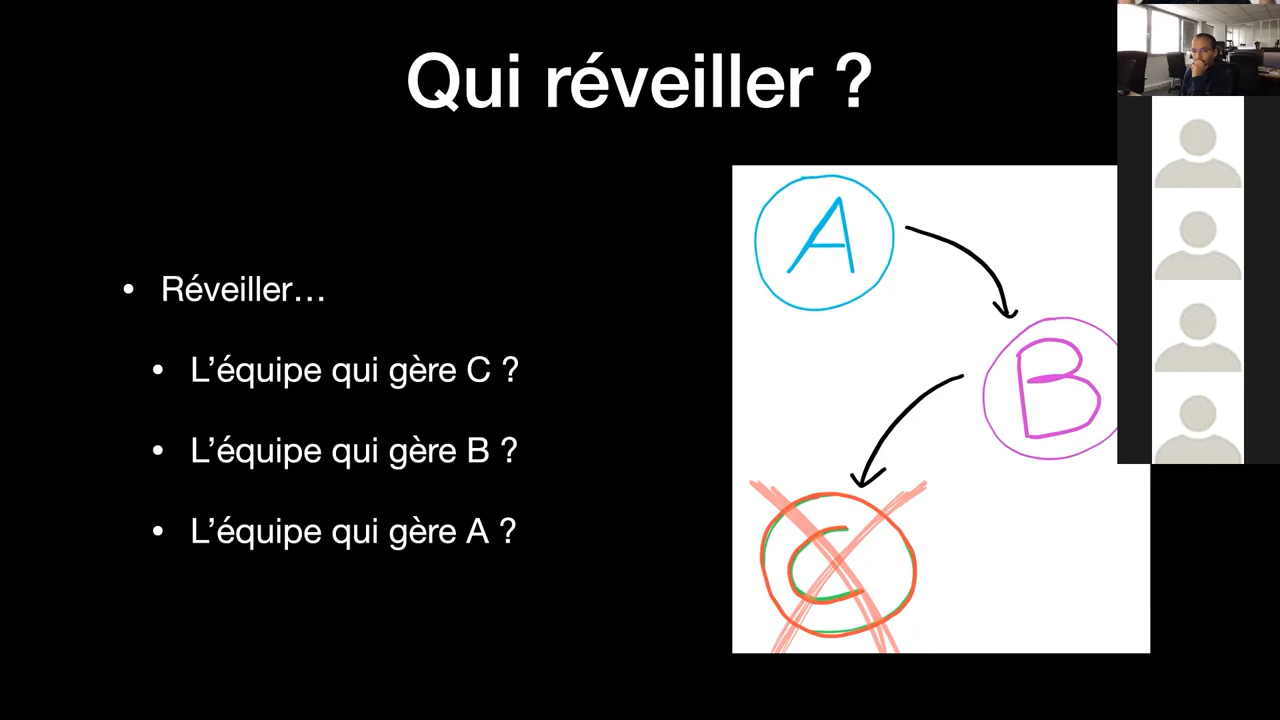 Qui réveiller ?
• Réveiller…
• L’équipe qui gère C ?
• L’équipe qui gère B ?
• L’équipe qui gère A ?
A
B
C